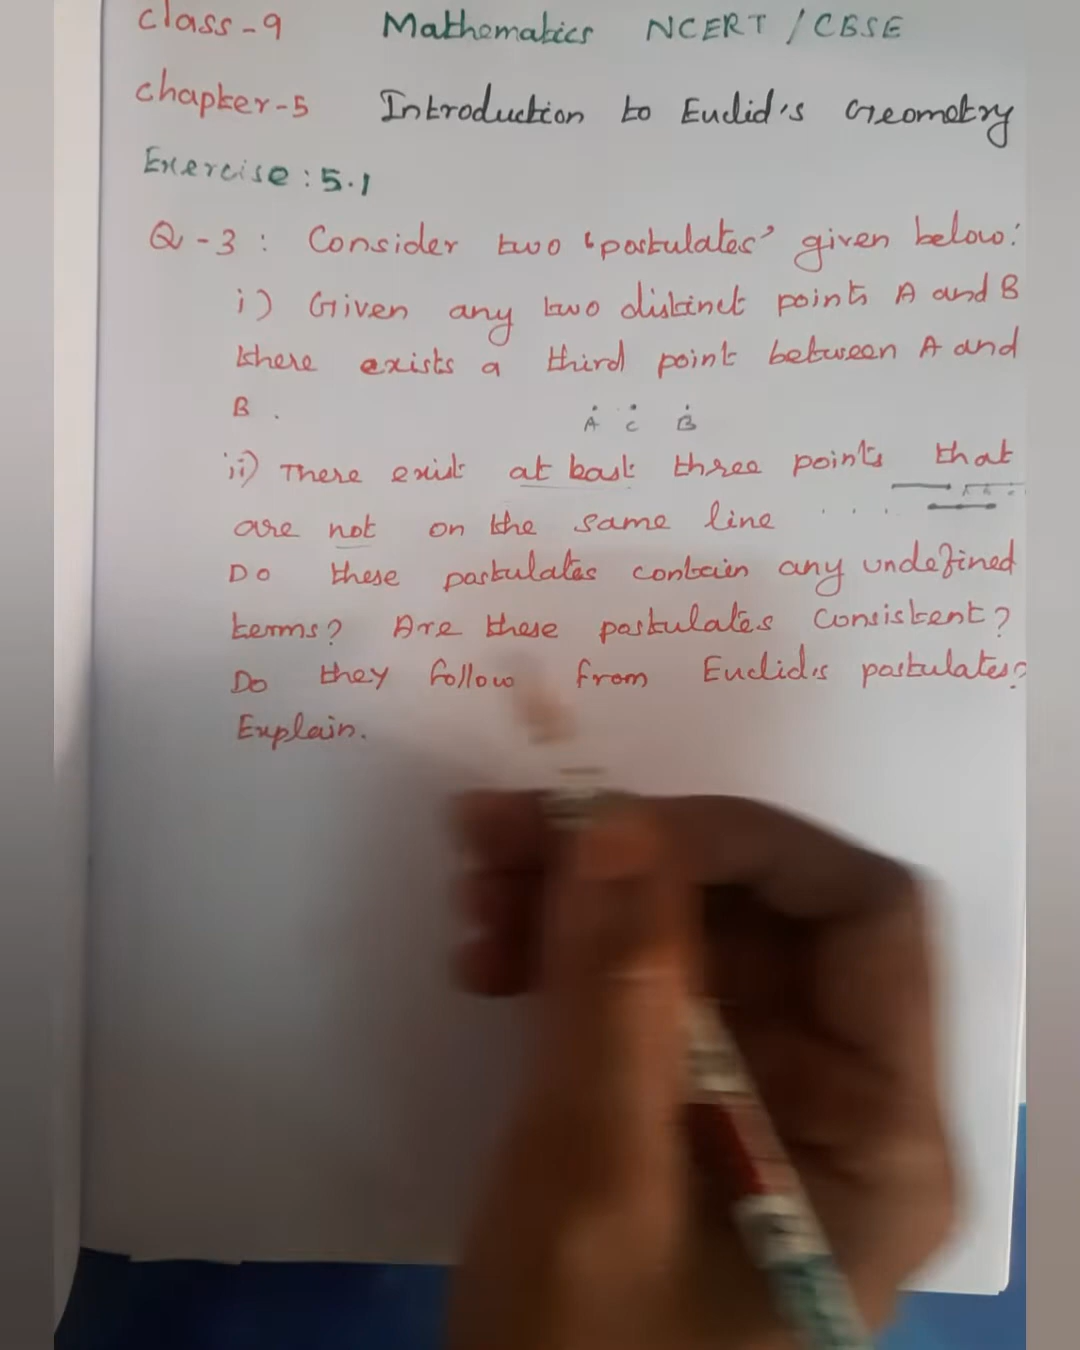 Class-9 Mathematics NCERT / CBSE
Chapter-5 Introduction to Euclid's Geometry
Exercise: 5.1
Q-3: Consider two 'postulates' given below:
i) Given any two distinct points A and B
there exists a third point between A and
B.
A C B
ii) There exist at least three points that
are not on the same line
Do these postulates contain any undefined
terms? Are these postulates consistent?
Do they follow from Euclid's postulates?
Explain.